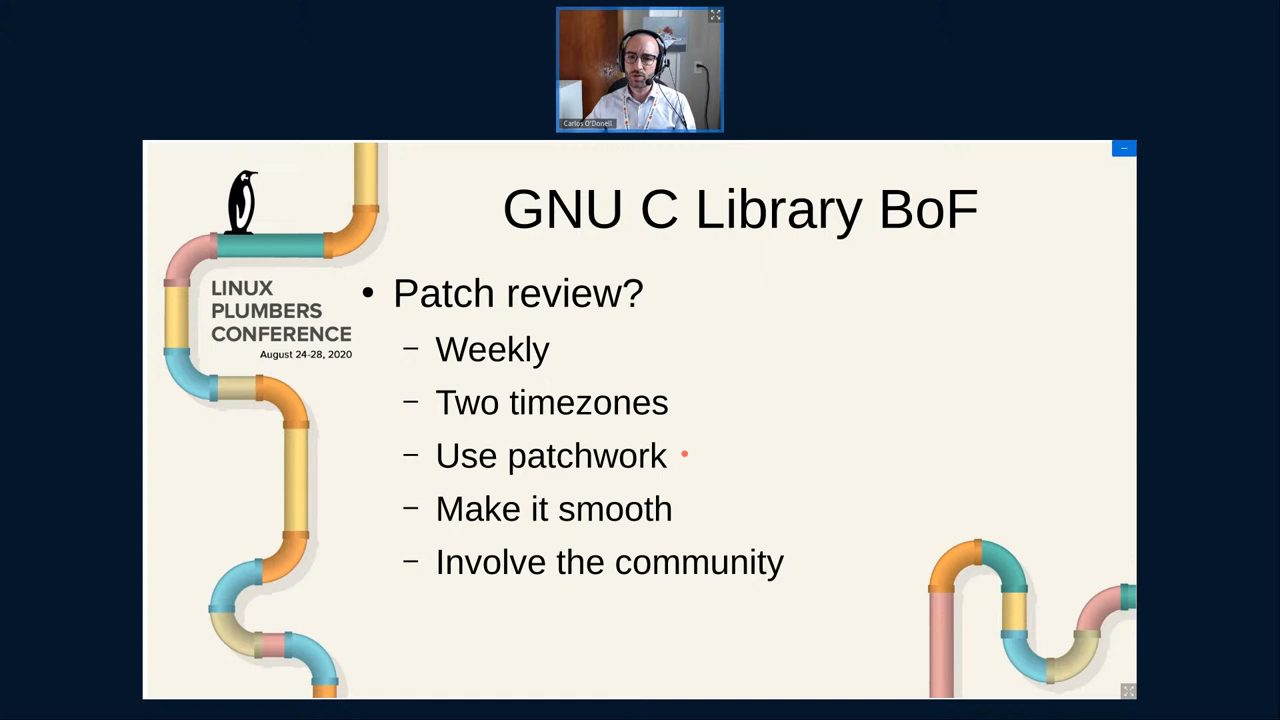 Carlos O'Donell
GNU C Library BoF
LINUX
PLUMBERS
CONFERENCE
August 24-28, 2020
• Patch review?
– Weekly
– Two timezones
– Use patchwork
– Make it smooth
– Involve the community